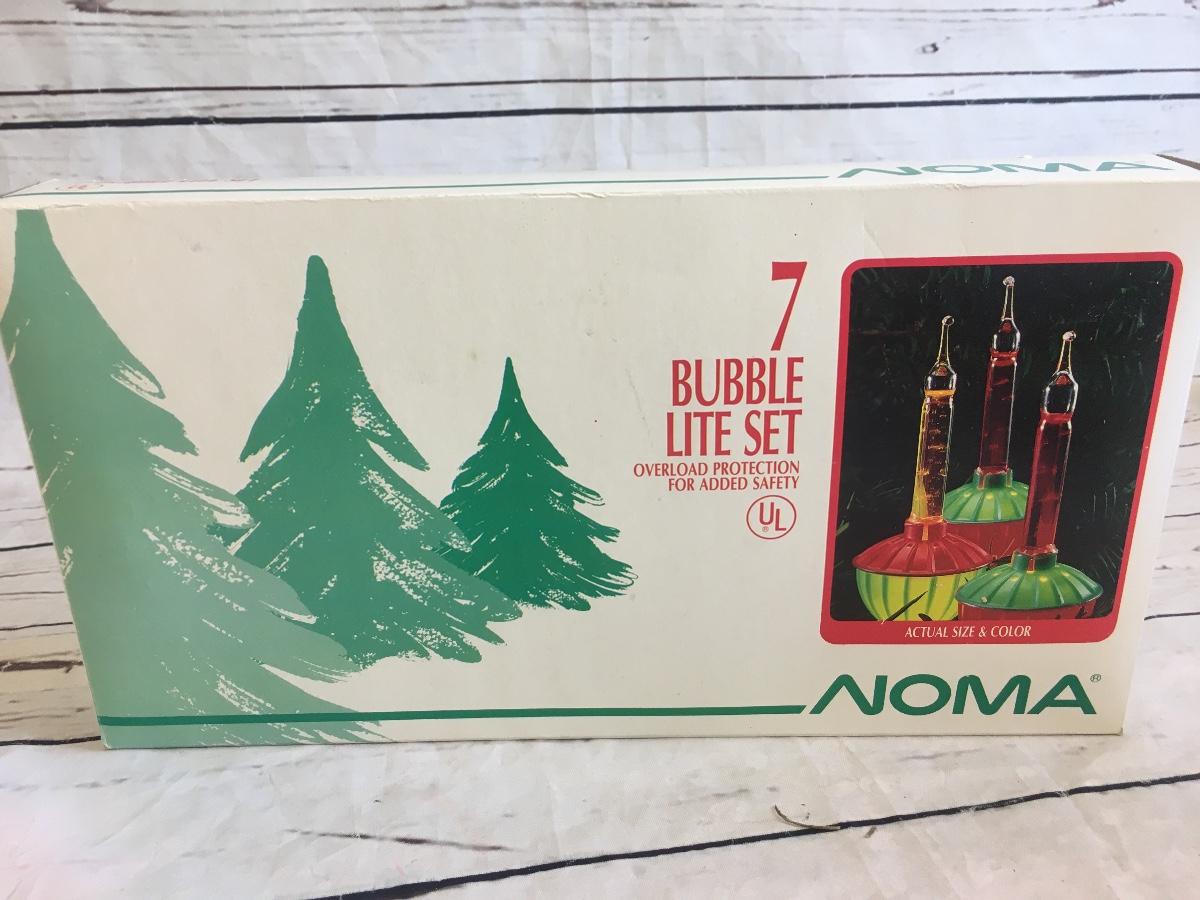 NOMA
7
BUBBLE
LITE SET
OVERLOAD PROTECTION
FOR ADDED SAFETY
UL
®
ACTUAL SIZE & COLOR
NOMA®